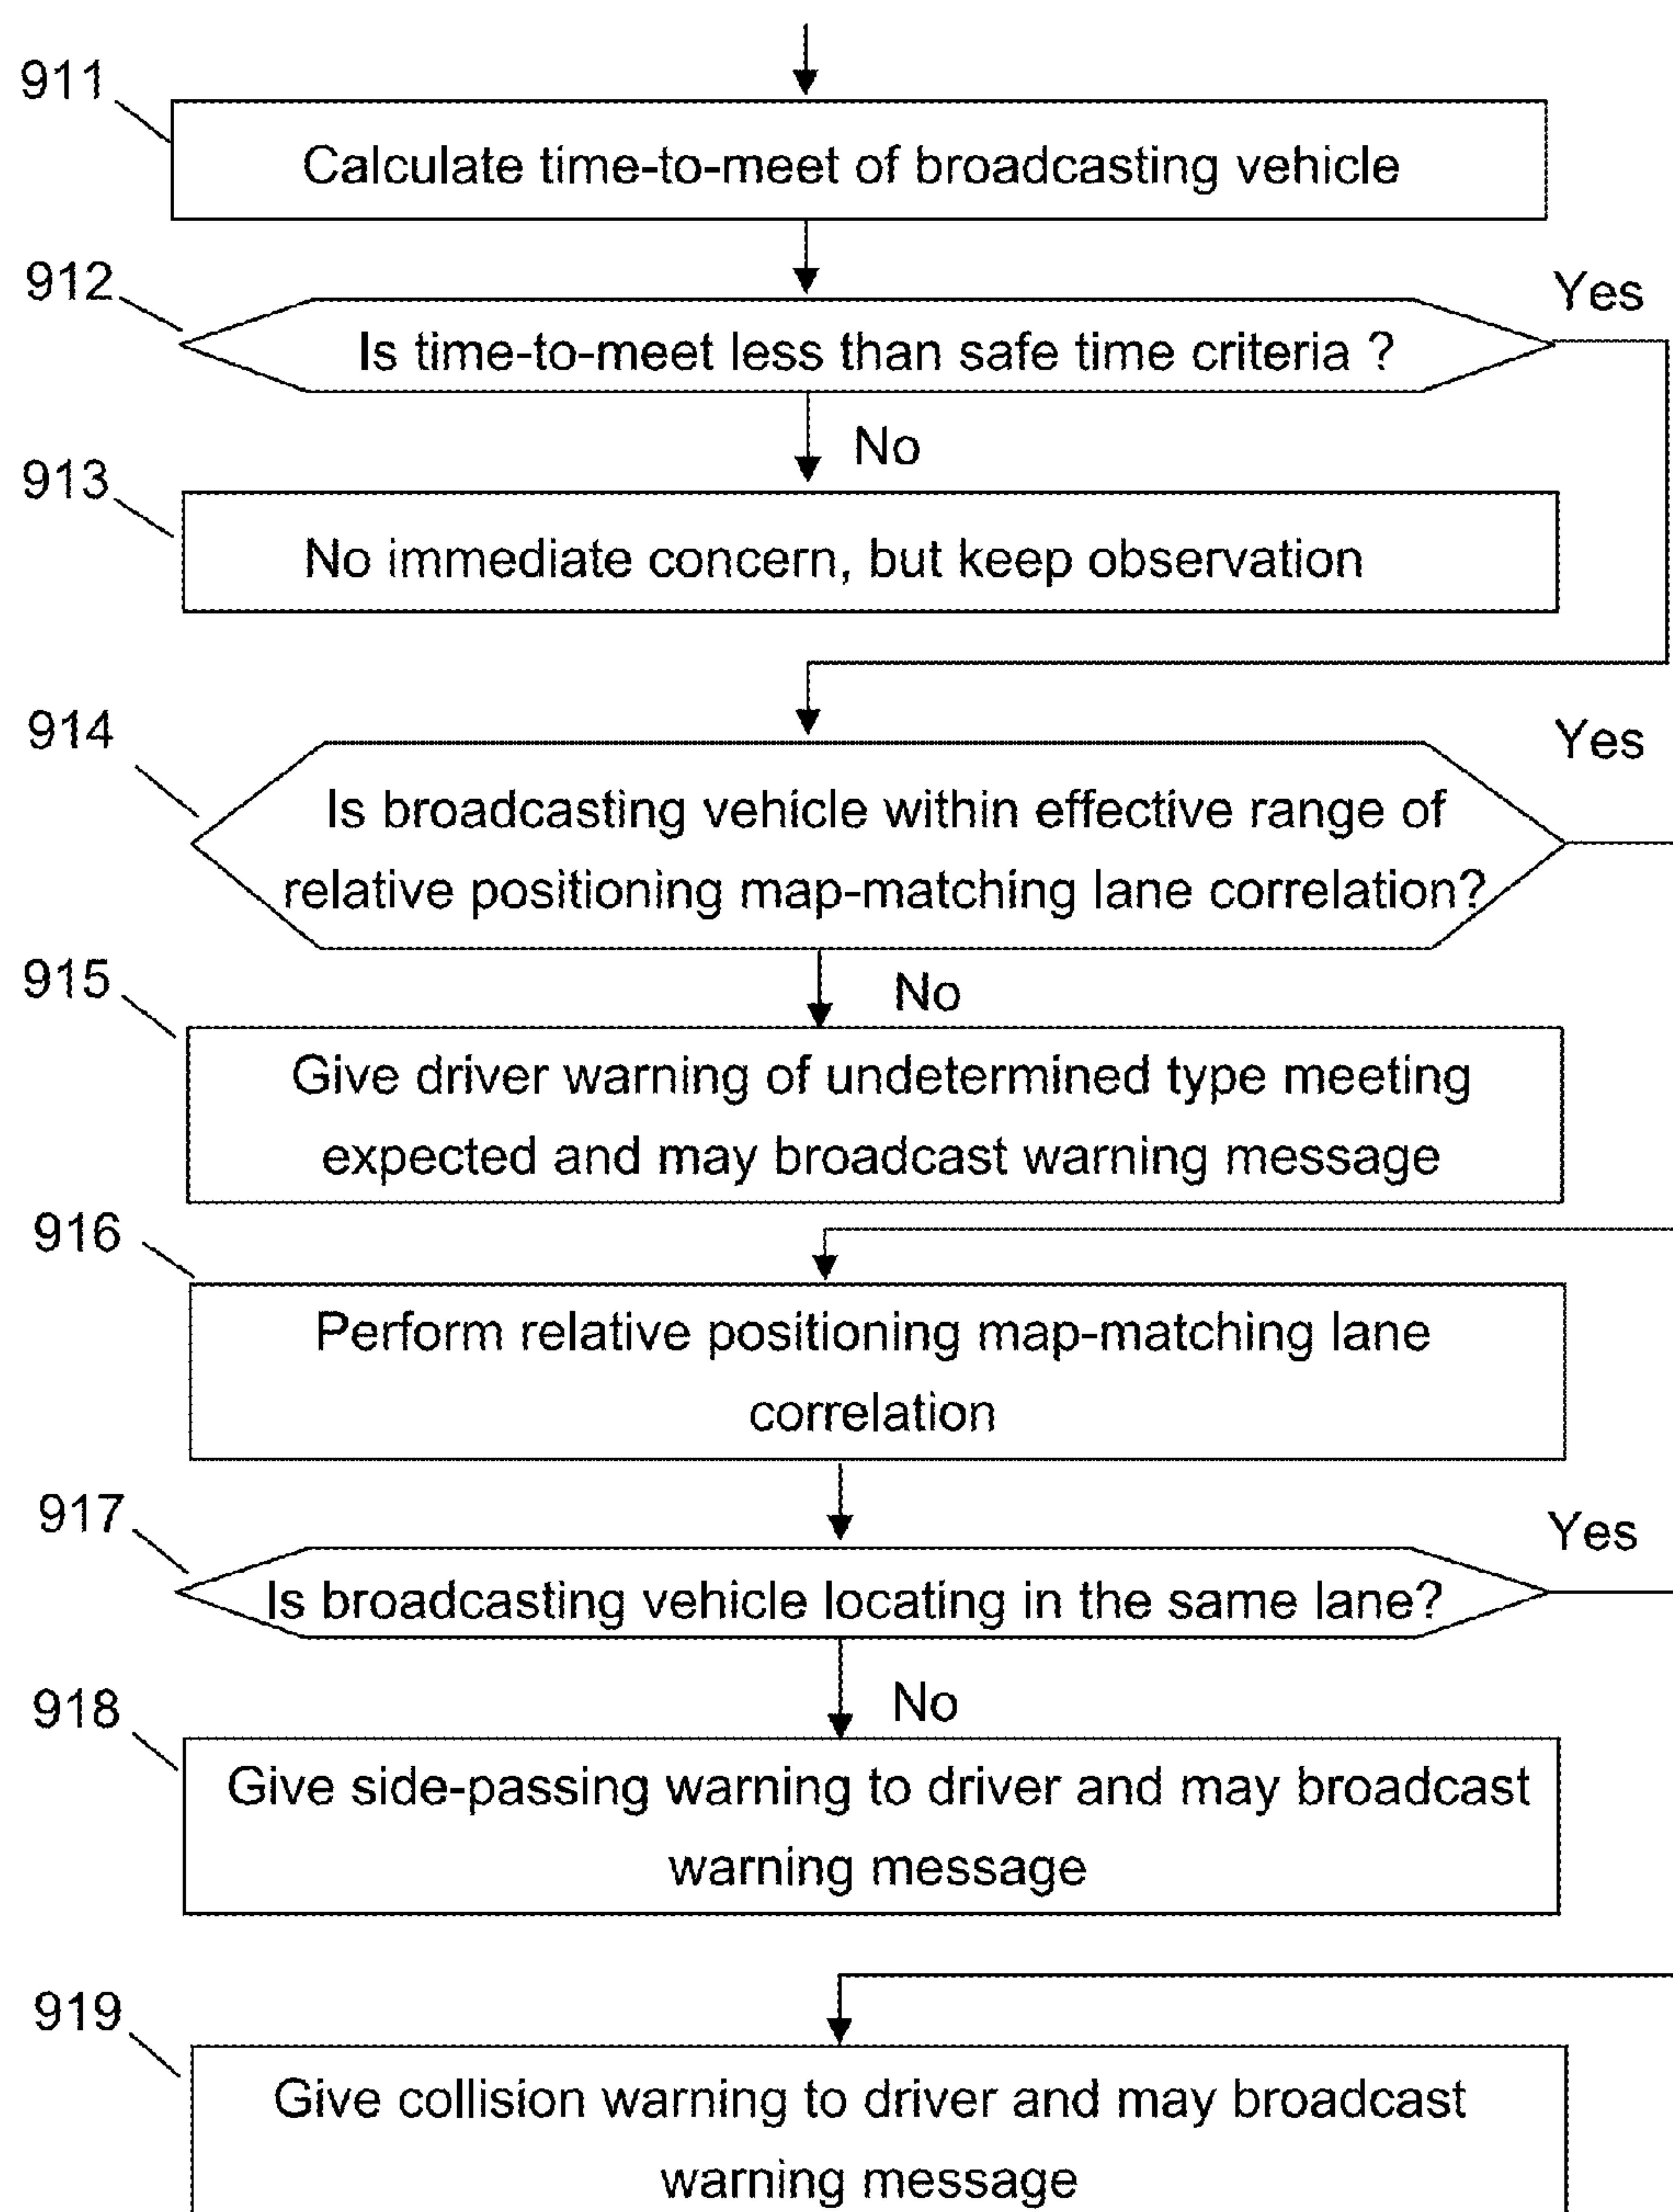 911
Calculate time-to-meet of broadcasting vehicle
912
Yes
Is time-to-meet less than safe time criteria ?
No
913
No immediate concern, but keep observation
914
Yes
Is broadcasting vehicle within effective range of
relative positioning map-matching lane correlation?
915
No
Give driver warning of undetermined type meeting
expected and may broadcast warning message
916
Perform relative positioning map-matching lane
correlation
917
Yes
Is broadcasting vehicle locating in the same lane?
918
No
Give side-passing warning to driver and may broadcast
warning message
919
Give collision warning to driver and may broadcast
warning message